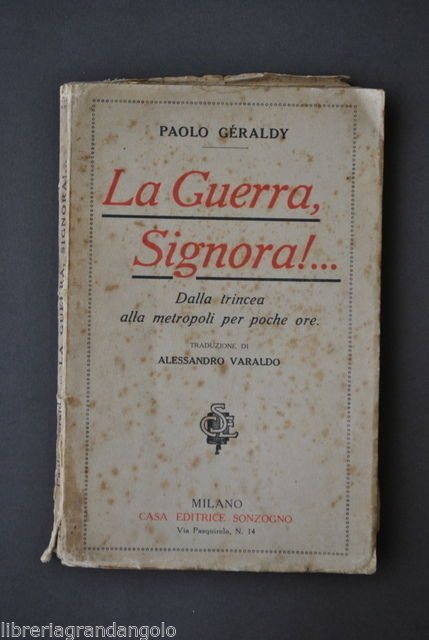 PAOLO GÉRALDY
La Guerra,
Signora!...
Dalla trincea
alla metropoli per poche ore.
TRADUZIONE DI
ALESSANDRO VARALDO
MILANO
CASA EDITRICE SONZOGNO
Via Pasquirolo, N. 14
LA GUERRA, SIGNORA!...
libreriagrandangolo